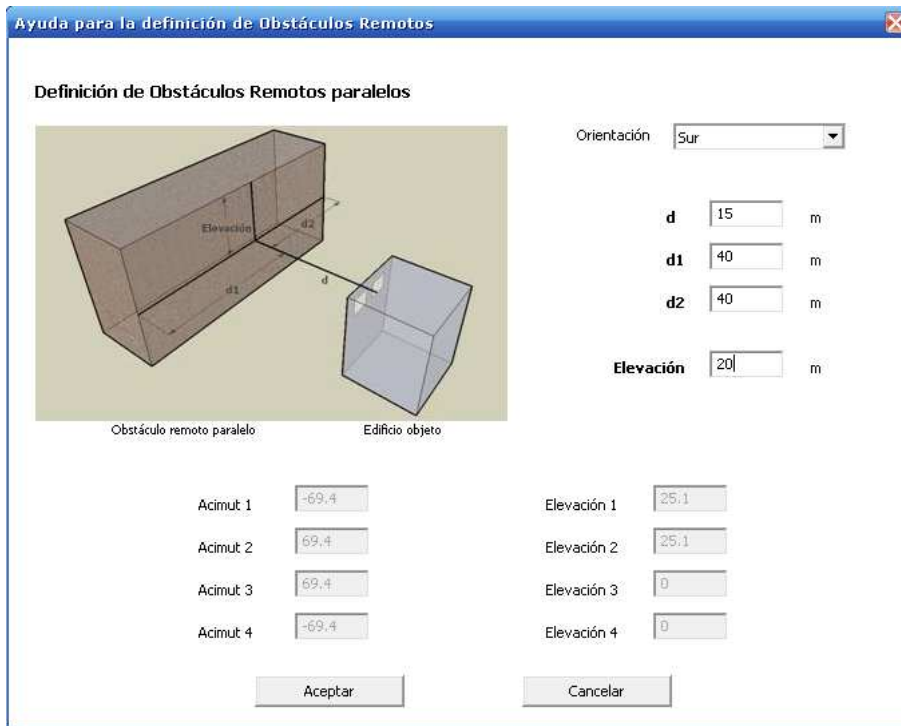 Ayuda para la definición de Obstáculos Remotos
Definición de Obstáculos Remotos paralelos
Orientación Sur
Elevación
d2
d1
d
d 15 m
d1 40 m
d2 40 m
Elevación 20 m
Obstáculo remoto paralelo Edificio objeto
Acimut 1 -69.4 Elevación 1 25.1
Acimut 2 69.4 Elevación 2 25.1
Acimut 3 69.4 Elevación 3 0
Acimut 4 -69.4 Elevación 4 0
Aceptar Cancelar